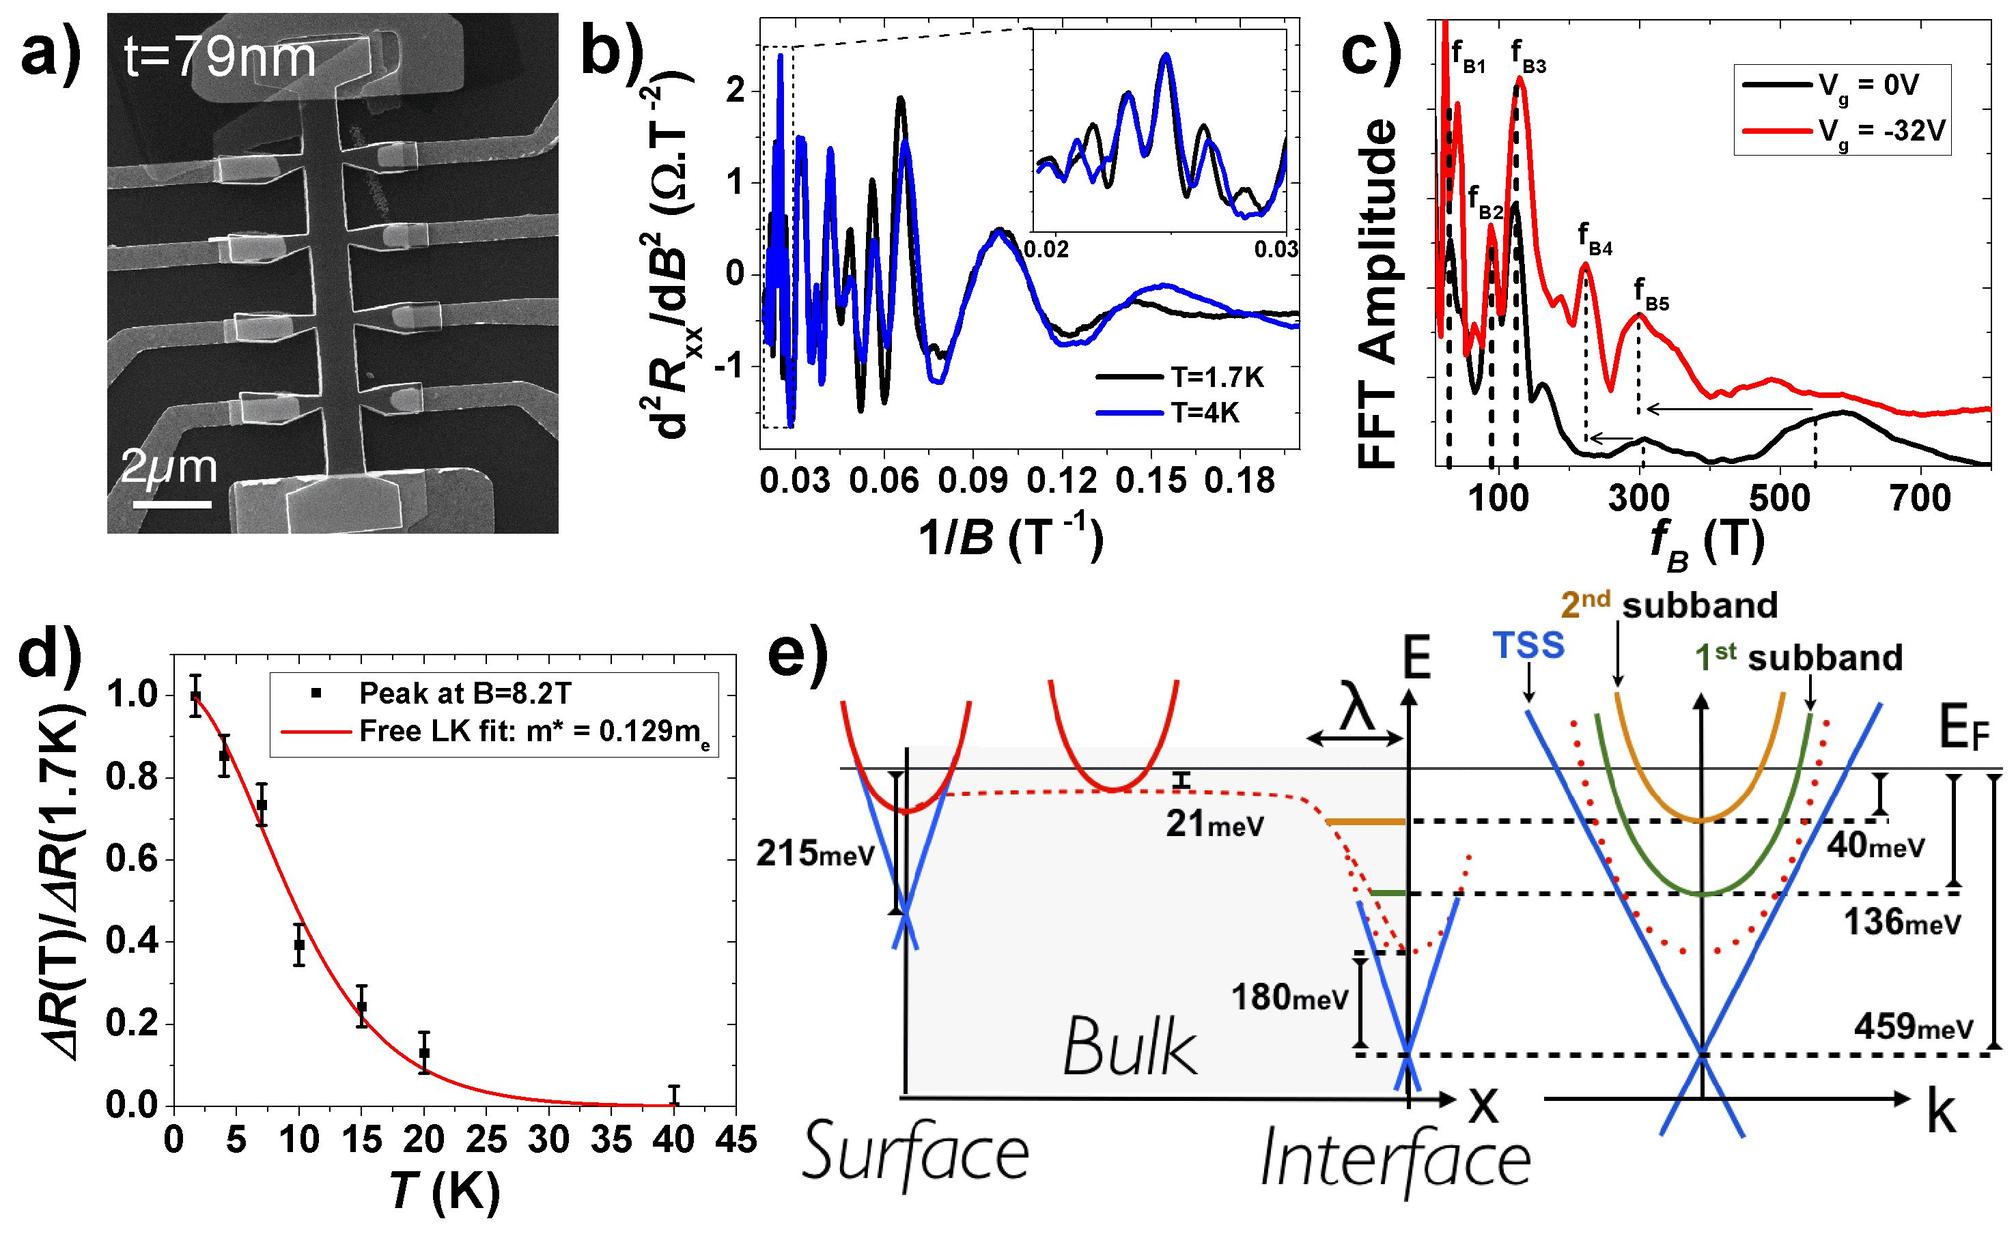 a)
t=79nm
2μm
b)
d²Rₓₓ/dB² (Ω.T⁻²)
2
1
0
-1
0.02
0.03
T=1.7K
T=4K
0.03 0.06 0.09 0.12 0.15 0.18
1/B (T⁻¹)
c)
FFT Amplitude
f_B1
f_B2
f_B3
f_B4
f_B5
V_g = 0V
V_g = -32V
100 300 500 700
f_B (T)
d)
ΔR(T)/ΔR(1.7K)
1.0
0.8
0.6
0.4
0.2
0.0
Peak at B=8.2T
Free LK fit: m* = 0.129m_e
0 5 10 15 20 25 30 35 40 45
T (K)
e)
2nd subband
TSS
1st subband
E
E_F
λ
21meV
215meV
40meV
136meV
180meV
459meV
Bulk
x
k
Surface
Interface